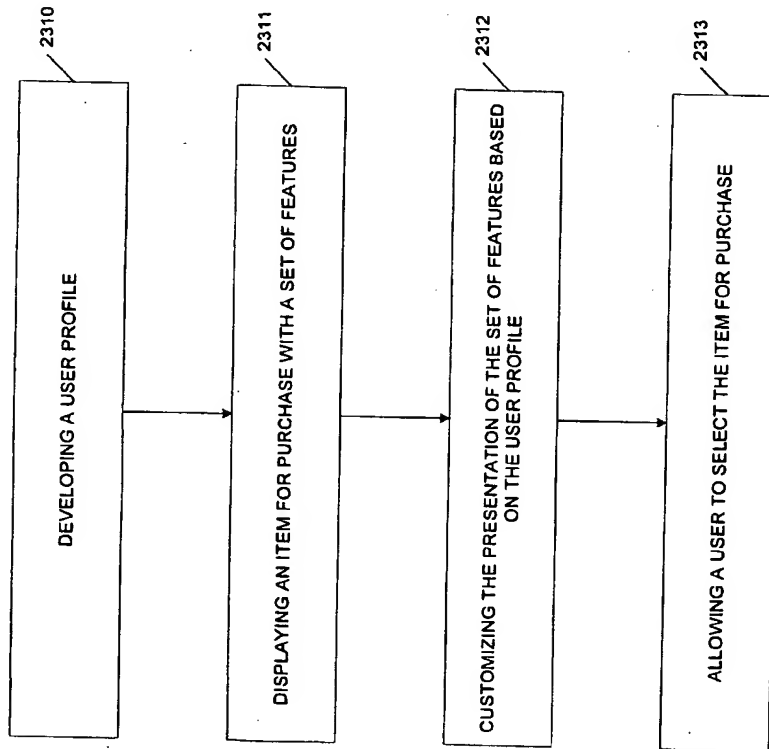 2310
DEVELOPING A USER PROFILE
2311
DISPLAYING AN ITEM FOR PURCHASE WITH A SET OF FEATURES
2312
CUSTOMIZING THE PRESENTATION OF THE SET OF FEATURES BASED
ON THE USER PROFILE
2313
ALLOWING A USER TO SELECT THE ITEM FOR PURCHASE